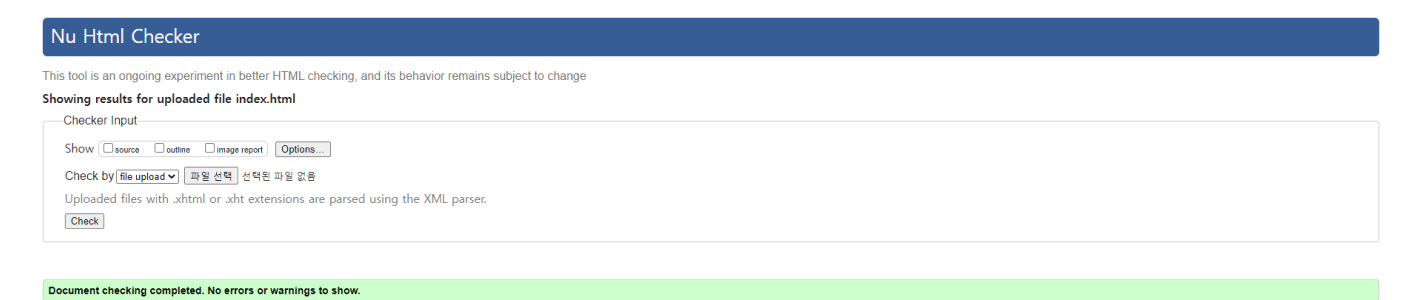 Nu Html Checker
This tool is an ongoing experiment in better HTML checking, and its behavior remains subject to change
Showing results for uploaded file index.html
Checker Input
Show source outline image report Options...
Check by file upload 파일 선택 선택된 파일 없음
Uploaded files with .xhtml or .xht extensions are parsed using the XML parser.
Check
Document checking completed. No errors or warnings to show.